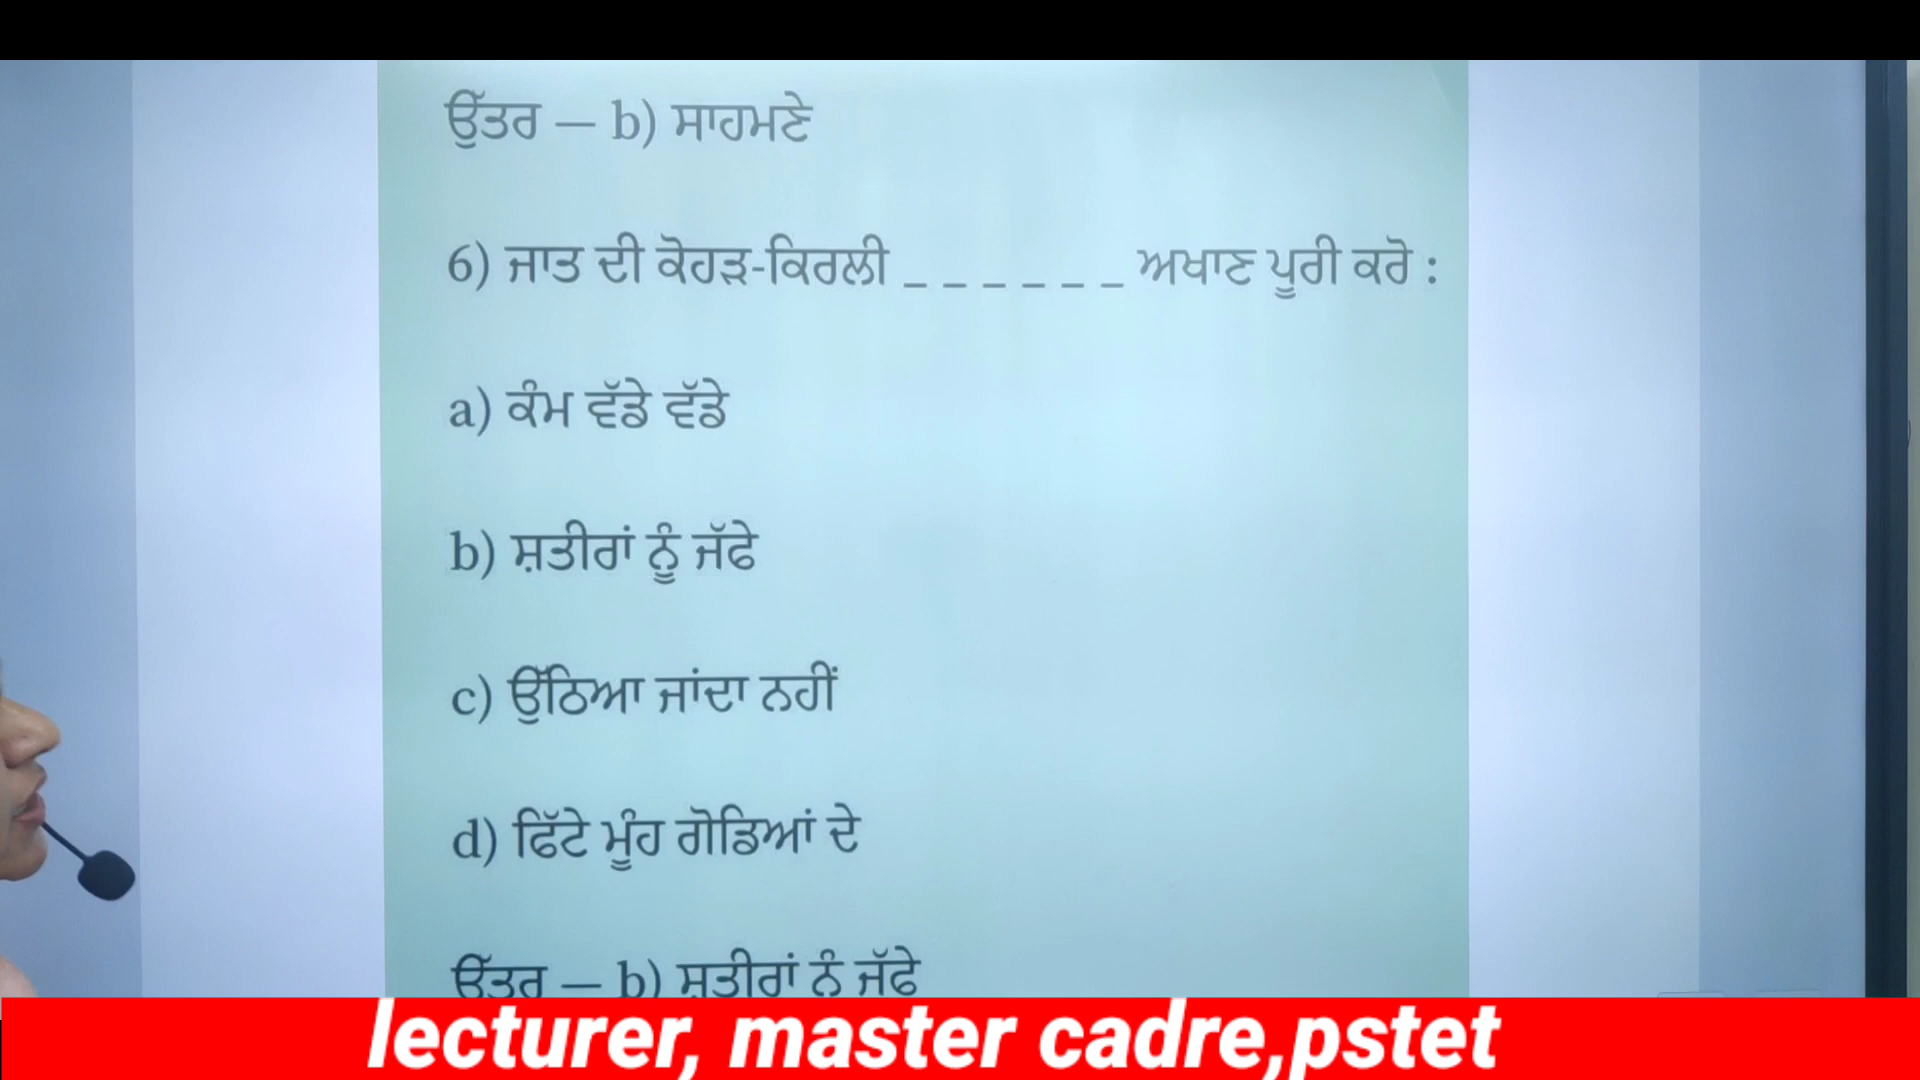 ਉੱਤਰ — b) ਸਾਹਮਣੇ
6) ਜਾਤ ਦੀ ਕੋਹੜ-ਕਿਰਲੀ _ _ _ _ _ _ ਅਖਾਣ ਪੂਰੀ ਕਰੋ :
a) ਕੰਮ ਵੱਡੇ ਵੱਡੇ
b) ਸ਼ਤੀਰਾਂ ਨੂੰ ਜੱਫੇ
c) ਉੱਠਿਆ ਜਾਂਦਾ ਨਹੀਂ
d) ਫਿੱਟੇ ਮੂੰਹ ਗੋਡਿਆਂ ਦੇ
ਉੱਤਰ — b) ਸ਼ਤੀਰਾਂ ਨੂੰ ਜੱਫੇ
lecturer, master cadre,pstet